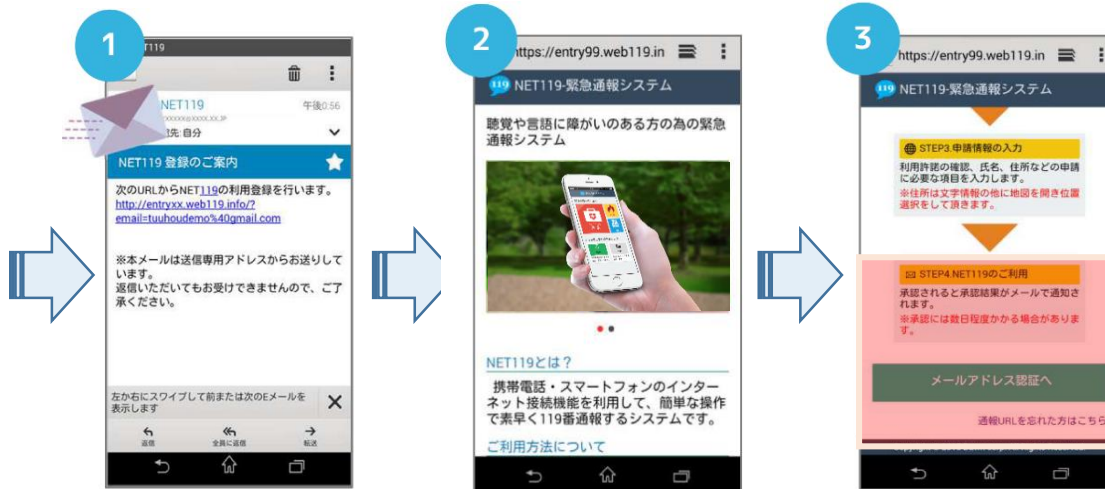 1
T119
NET119
午後0:56
先: 自分
NET119 登録のご案内
次のURLからNET119の利用登録を行います。
http://entryxx.web119.info/?
email=tuuhoudemo%40gmail.com
※本メールは送信専用アドレスからお送りして
います。
返信いただいてもお受けできませんので、ご了
承ください。
左か右にスワイプして前または次のEメールを
表示します
返信
全員に返信
転送
2
https://entry99.web119.in
119 NET119-緊急通報システム
聴覚や言語に障がいのある方の為の緊急
通報システム
NET119とは？
携帯電話・スマートフォンのインター
ネット接続機能を利用して、簡単な操作
で素早く119番通報するシステムです。
ご利用方法について
3
https://entry99.web119.in
119 NET119-緊急通報システム
STEP3.申請情報の入力
利用許諾の確認、氏名、住所などの申請
に必要な項目を入力します。
※住所は文字情報の他に地図を開き位置
選択をして頂きます。
STEP4.NET119のご利用
承認されると承認結果がメールで通知さ
れます。
※承認には数日程度かかる場合がありま
す。
メールアドレス認証へ
通報URLを忘れた方はこちら